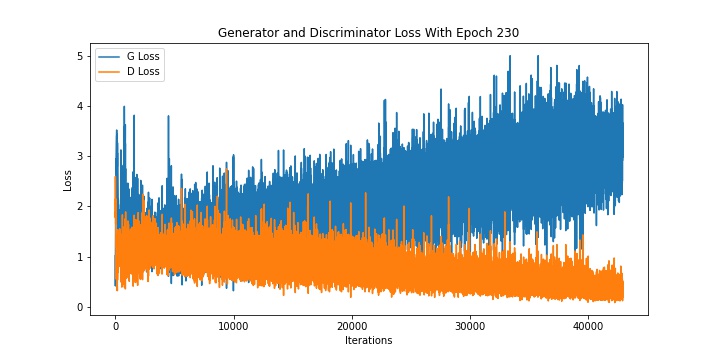 Generator and Discriminator Loss With Epoch 230
G Loss
D Loss
Loss
5
4
3
2
1
0
0 10000 20000 30000 40000
Iterations